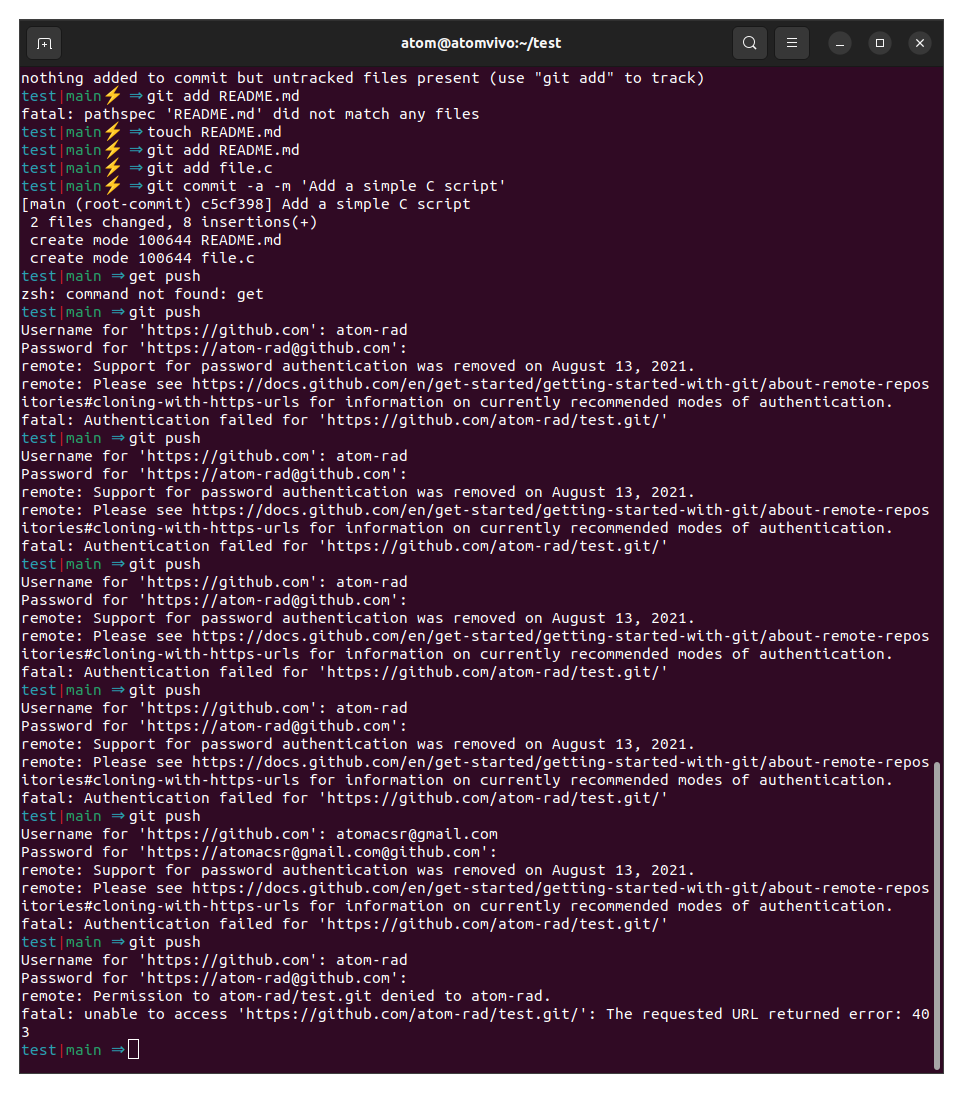 atom@atomvivo:~/test
nothing added to commit but untracked files present (use "git add" to track)
test|main⚡ ⇒git add README.md
fatal: pathspec 'README.md' did not match any files
test|main⚡ ⇒touch README.md
test|main⚡ ⇒git add README.md
test|main⚡ ⇒git add file.c
test|main⚡ ⇒git commit -a -m 'Add a simple C script'
[main (root-commit) c5cf398] Add a simple C script
 2 files changed, 8 insertions(+)
 create mode 100644 README.md
 create mode 100644 file.c
test|main ⇒get push
zsh: command not found: get
test|main ⇒git push
Username for 'https://github.com': atom-rad
Password for 'https://atom-rad@github.com':
remote: Support for password authentication was removed on August 13, 2021.
remote: Please see https://docs.github.com/en/get-started/getting-started-with-git/about-remote-repos
itories#cloning-with-https-urls for information on currently recommended modes of authentication.
fatal: Authentication failed for 'https://github.com/atom-rad/test.git/'
test|main ⇒git push
Username for 'https://github.com': atom-rad
Password for 'https://atom-rad@github.com':
remote: Support for password authentication was removed on August 13, 2021.
remote: Please see https://docs.github.com/en/get-started/getting-started-with-git/about-remote-repos
itories#cloning-with-https-urls for information on currently recommended modes of authentication.
fatal: Authentication failed for 'https://github.com/atom-rad/test.git/'
test|main ⇒git push
Username for 'https://github.com': atom-rad
Password for 'https://atom-rad@github.com':
remote: Support for password authentication was removed on August 13, 2021.
remote: Please see https://docs.github.com/en/get-started/getting-started-with-git/about-remote-repos
itories#cloning-with-https-urls for information on currently recommended modes of authentication.
fatal: Authentication failed for 'https://github.com/atom-rad/test.git/'
test|main ⇒git push
Username for 'https://github.com': atom-rad
Password for 'https://atom-rad@github.com':
remote: Support for password authentication was removed on August 13, 2021.
remote: Please see https://docs.github.com/en/get-started/getting-started-with-git/about-remote-repos
itories#cloning-with-https-urls for information on currently recommended modes of authentication.
fatal: Authentication failed for 'https://github.com/atom-rad/test.git/'
test|main ⇒git push
Username for 'https://github.com': atomacsr@gmail.com
Password for 'https://atomacsr@gmail.com@github.com':
remote: Support for password authentication was removed on August 13, 2021.
remote: Please see https://docs.github.com/en/get-started/getting-started-with-git/about-remote-repos
itories#cloning-with-https-urls for information on currently recommended modes of authentication.
fatal: Authentication failed for 'https://github.com/atom-rad/test.git/'
test|main ⇒git push
Username for 'https://github.com': atom-rad
Password for 'https://atom-rad@github.com':
remote: Permission to atom-rad/test.git denied to atom-rad.
fatal: unable to access 'https://github.com/atom-rad/test.git/': The requested URL returned error: 40
3
test|main ⇒